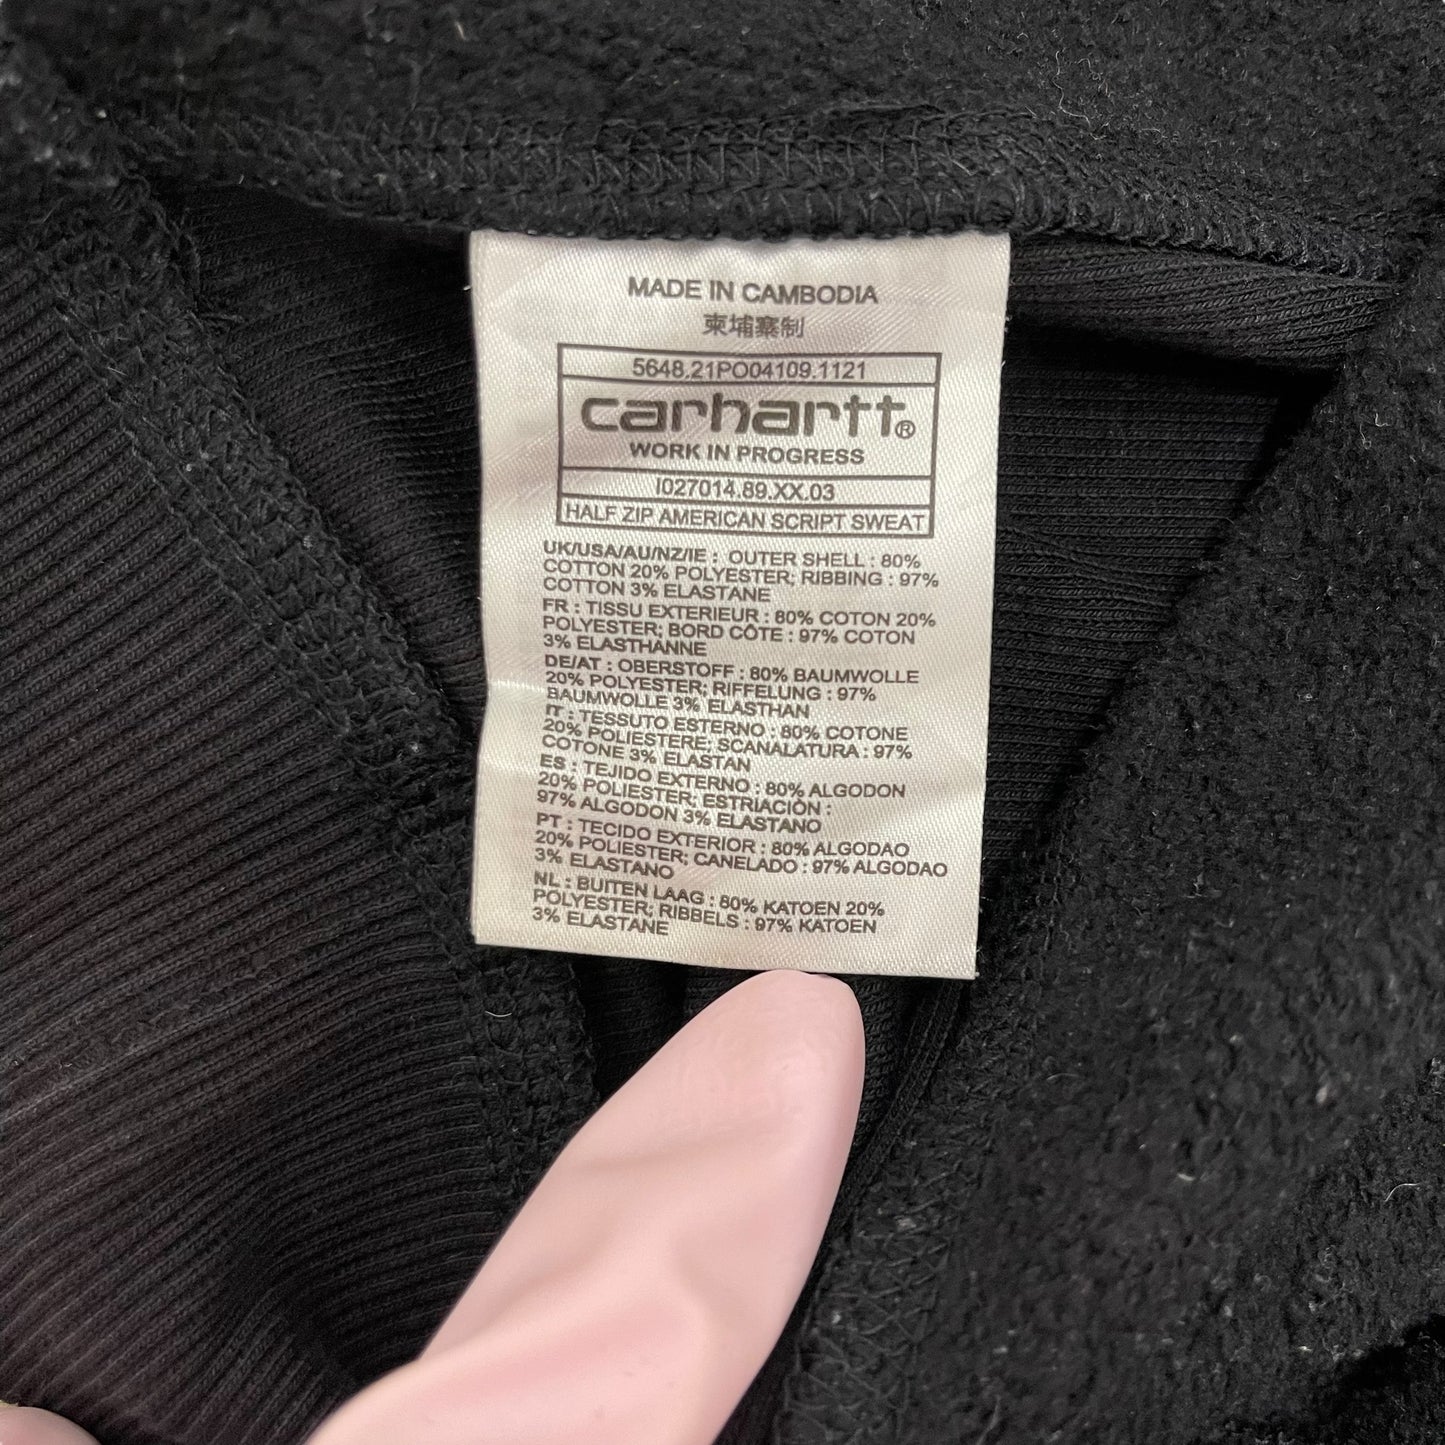 MADE IN CAMBODIA
柬埔寨制
5648.21PO04109.1121
carhartt®
WORK IN PROGRESS
I027014.89.XX.03
HALF ZIP AMERICAN SCRIPT SWEAT
UK/USA/AU/NZ/IE : OUTER SHELL : 80%
COTTON 20% POLYESTER; RIBBING : 97%
COTTON 3% ELASTANE
FR : TISSU EXTERIEUR : 80% COTON 20%
POLYESTER; BORD CÔTE : 97% COTON
3% ELASTHANNE
DE/AT : OBERSTOFF : 80% BAUMWOLLE
20% POLYESTER; RIFFELUNG : 97%
BAUMWOLLE 3% ELASTHAN
IT : TESSUTO ESTERNO : 80% COTONE
20% POLIESTERE; SCANALATURA : 97%
COTONE 3% ELASTAN
ES : TEJIDO EXTERNO : 80% ALGODON
20% POLIESTER; ESTRIACIÓN :
97% ALGODON 3% ELASTANO
PT : TECIDO EXTERIOR : 80% ALGODAO
20% POLIESTER; CANELADO : 97% ALGODAO
3% ELASTANO
NL : BUITEN LAAG : 80% KATOEN 20%
POLYESTER; RIBBELS : 97% KATOEN
3% ELASTANE